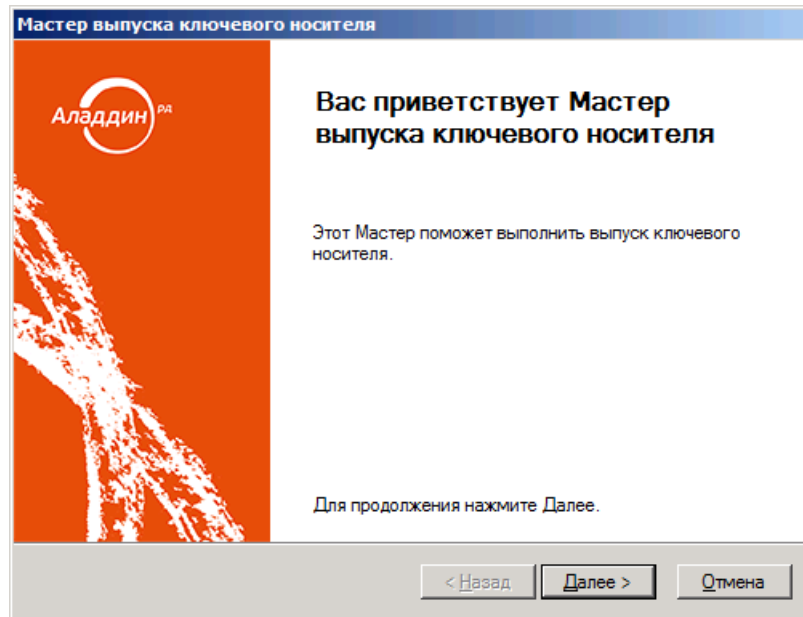 Мастер выпуска ключевого носителя
Аладдин РД
Вас приветствует Мастер
выпуска ключевого носителя
Этот Мастер поможет выполнить выпуск ключевого
носителя.
Для продолжения нажмите Далее.
< Назад
Далее >
Отмена